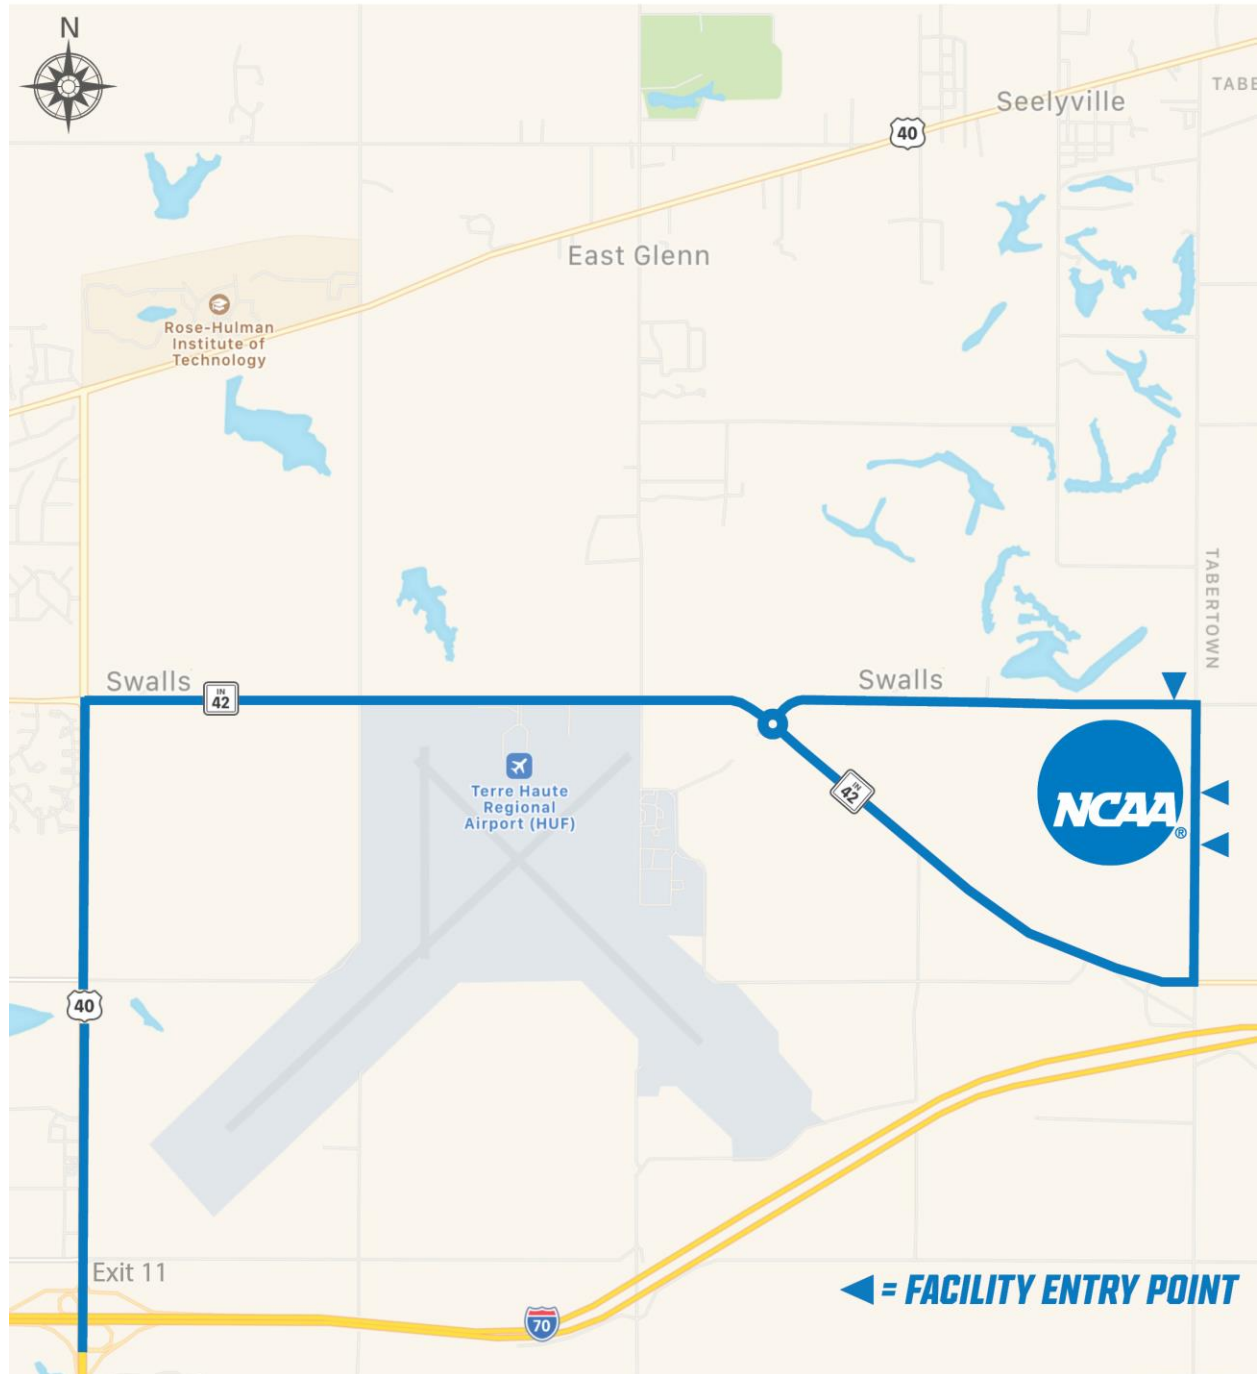 N
Seelyville
TABE
40
East Glenn
Rose-Hulman
Institute of
Technology
TABERTOWN
Swalls
IN
42
Swalls
Terre Haute
Regional
Airport (HUF)
IN
42
NCAA
®
40
Exit 11
= FACILITY ENTRY POINT
70